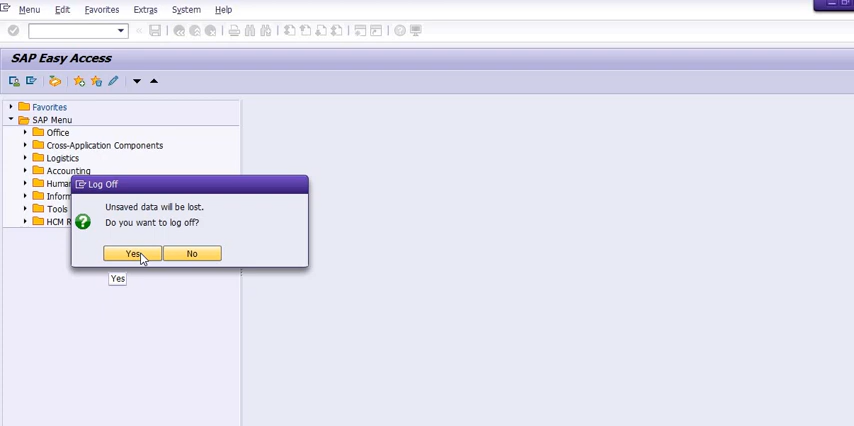 Menu Edit Favorites Extras System Help
SAP Easy Access
Favorites
SAP Menu
Office
Cross-Application Components
Logistics
Accounting
Log Off
Unsaved data will be lost.
Do you want to log off?
Yes No
Yes
Tools
HCM